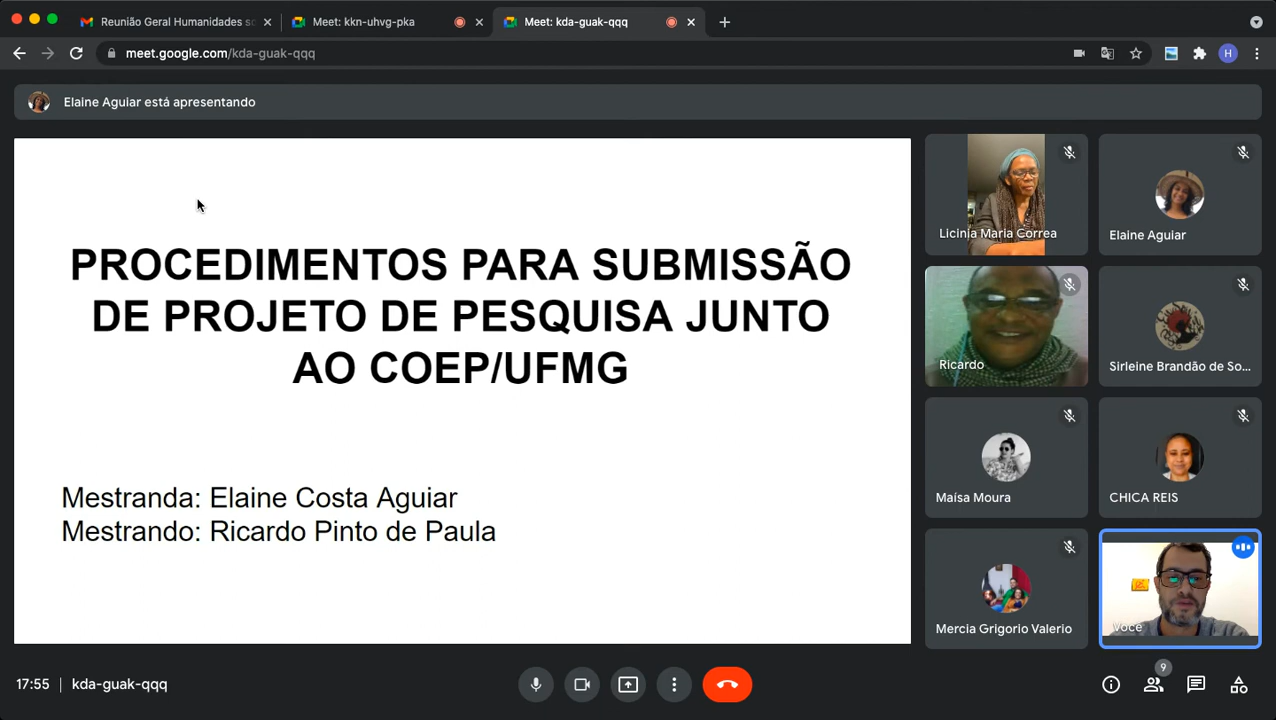 Reunião Geral Humanidades so
Meet: kkn-uhvg-pka
Meet: kda-guak-qqq
meet.google.com/kda-guak-qqq
H
Elaine Aguiar está apresentando
PROCEDIMENTOS PARA SUBMISSÃO
DE PROJETO DE PESQUISA JUNTO
AO COEP/UFMG
Mestranda: Elaine Costa Aguiar
Mestrando: Ricardo Pinto de Paula
Licinia Maria Correa
Elaine Aguiar
Ricardo
Sirleine Brandão de So...
Maísa Moura
CHICA REIS
Mercia Grigorio Valerio
Você
17:55 | kda-guak-qqq
9